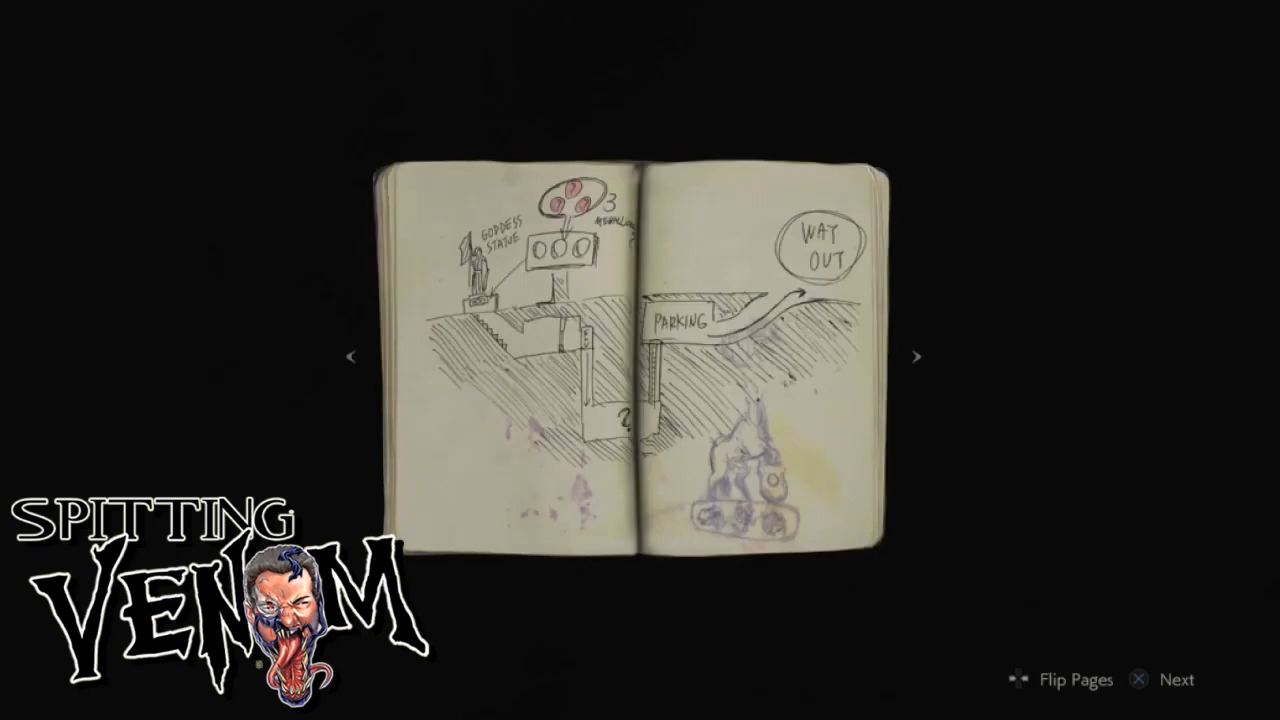 3
GODDESS
STATUE
WAY
OUT
PARKING
?
SPITTING
VENOM
Flip Pages
Next